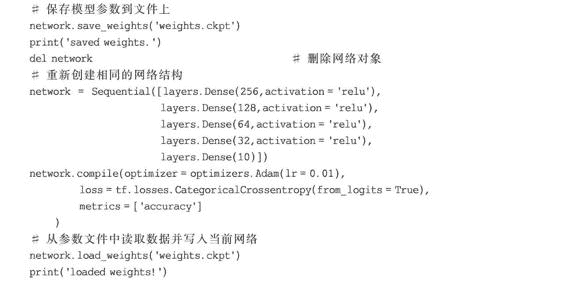 # 保存模型参数到文件上
network.save_weights('weights.ckpt')
print('saved weights.')
del network # 删除网络对象
# 重新创建相同的网络结构
network = Sequential([layers.Dense(256,activation='relu'),
layers.Dense(128,activation='relu'),
layers.Dense(64,activation='relu'),
layers.Dense(32,activation='relu'),
layers.Dense(10)])
network.compile(optimizer=optimizers.Adam(lr=0.01),
loss=tf.losses.CategoricalCrossentropy(from_logits=True),
metrics=['accuracy']
)
# 从参数文件中读取数据并写入当前网络
network.load_weights('weights.ckpt')
print('loaded weights!')